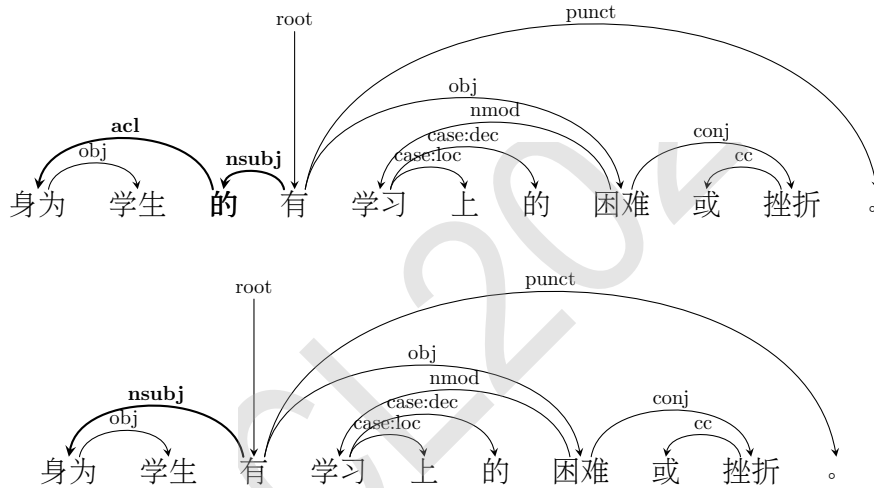 root
punct
obj
nmod
case:dec
case:loc
acl
obj
nsubj
conj
cc
身为 学生 的 有 学习 上 的 困难 或 挫折 。
root
punct
obj
nmod
case:dec
case:loc
nsubj
obj
conj
cc
身为 学生 有 学习 上 的 困难 或 挫折 。